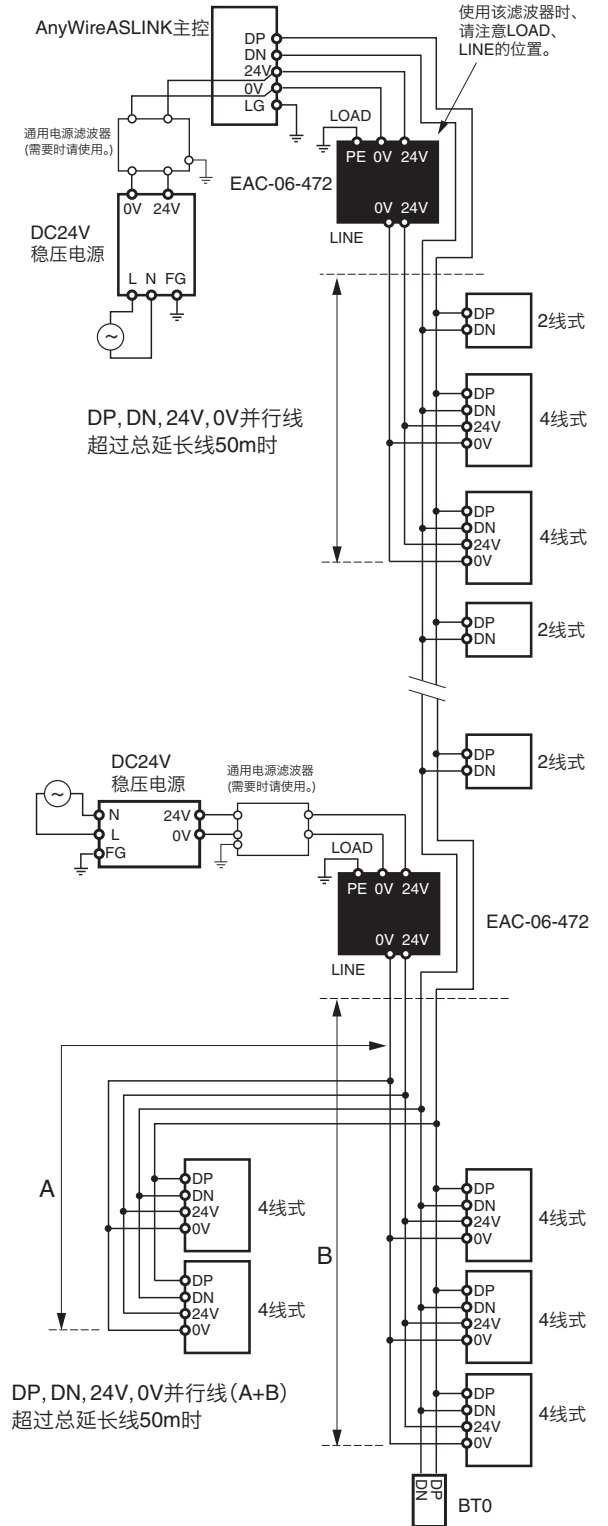 AnyWireASLINK主控
DP
DN
24V
0V
LG
使用该滤波器时、
请注意LOAD、
LINE的位置。
通用电源滤波器
(需要时请使用。)
LOAD
PE 0V 24V
EAC-06-472
0V 24V
LINE
0V 24V
DC24V
稳压电源
L N FG
DP
DN
2线式
DP, DN, 24V, 0V并行线
超过总延长线50m时
DP
DN
24V
0V
4线式
DP
DN
24V
0V
4线式
DP
DN
2线式
DP
DN
2线式
DC24V
稳压电源
N
L
FG
24V
0V
通用电源滤波器
(需要时请使用。)
LOAD
PE 0V 24V
EAC-06-472
0V 24V
LINE
A
DP
DN
24V
0V
4线式
DP
DN
24V
0V
4线式
B
DP
DN
24V
0V
4线式
DP
DN
24V
0V
4线式
DP
DN
24V
0V
4线式
DP, DN, 24V, 0V并行线(A+B)
超过总延长线50m时
DP
DN
BT0